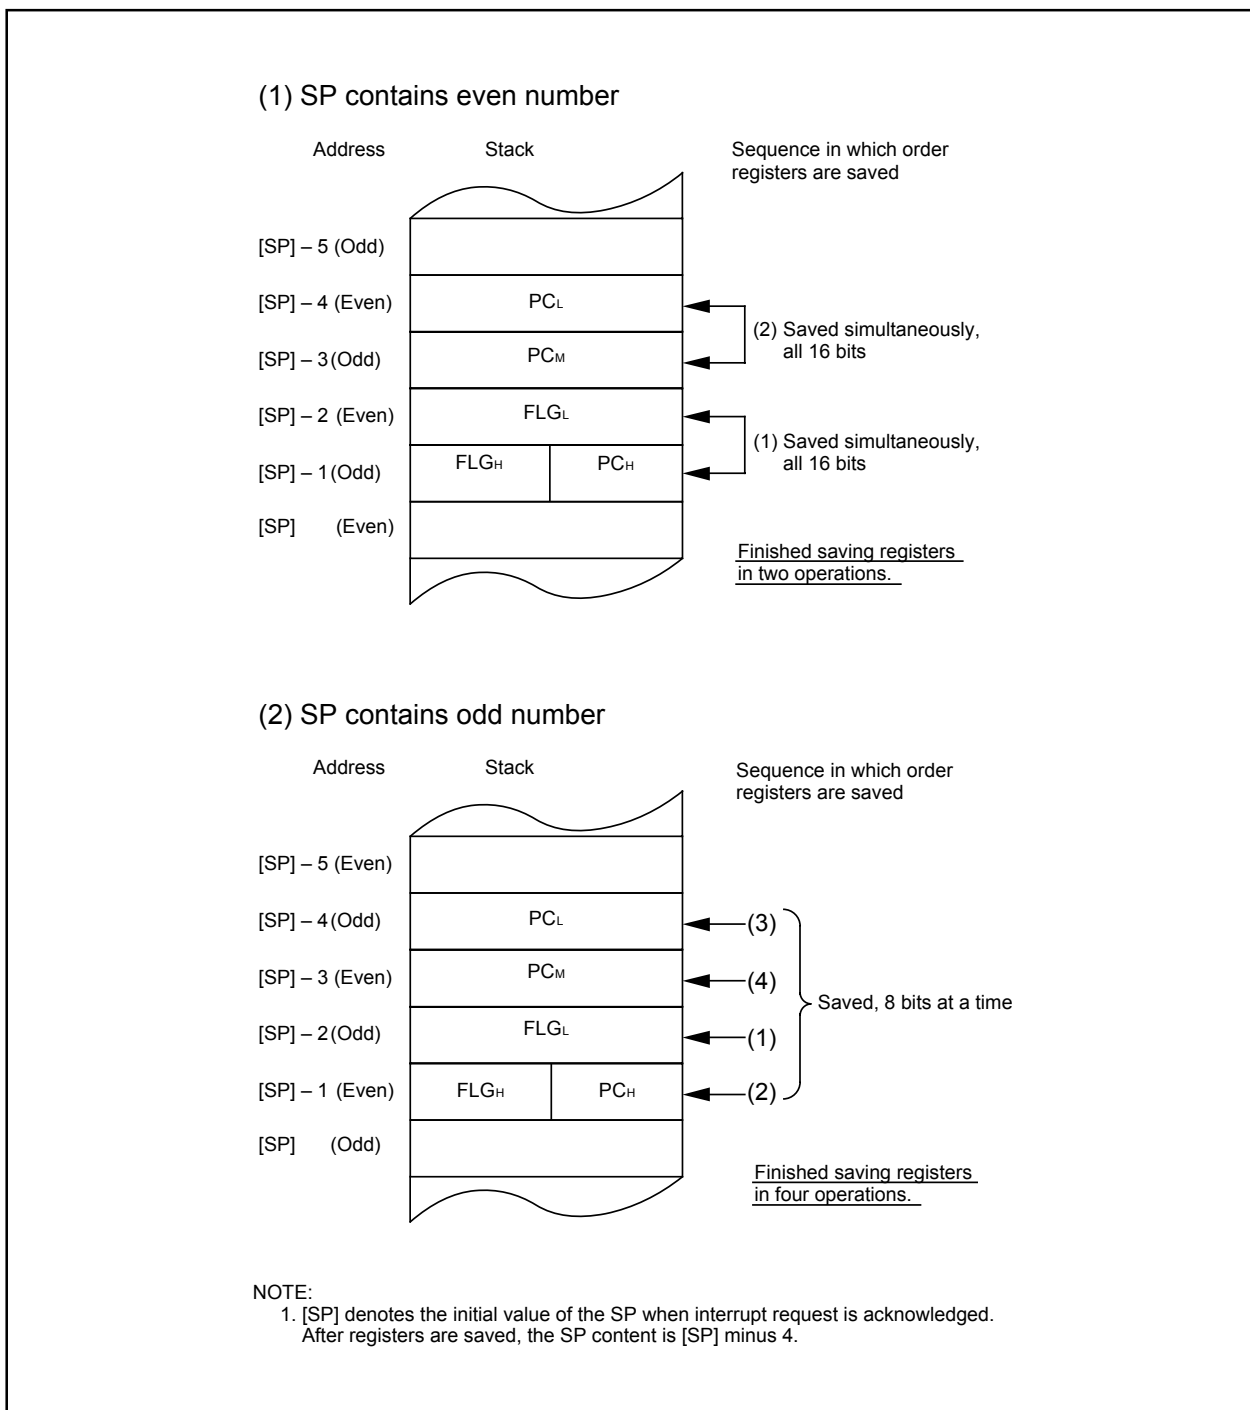 (1) SP contains even number
Address Stack Sequence in which order
registers are saved
[SP] – 5 (Odd)
[SP] – 4 (Even) PCL
(2) Saved simultaneously,
all 16 bits
[SP] – 3 (Odd) PCM
[SP] – 2 (Even) FLGL
(1) Saved simultaneously,
all 16 bits
[SP] – 1 (Odd) FLGH PCH
[SP] (Even)
Finished saving registers
in two operations.
(2) SP contains odd number
Address Stack Sequence in which order
registers are saved
[SP] – 5 (Even)
[SP] – 4 (Odd) PCL (3)
[SP] – 3 (Even) PCM (4)
Saved, 8 bits at a time
[SP] – 2 (Odd) FLGL (1)
[SP] – 1 (Even) FLGH PCH (2)
[SP] (Odd)
Finished saving registers
in four operations.
NOTE:
1. [SP] denotes the initial value of the SP when interrupt request is acknowledged.
After registers are saved, the SP content is [SP] minus 4.